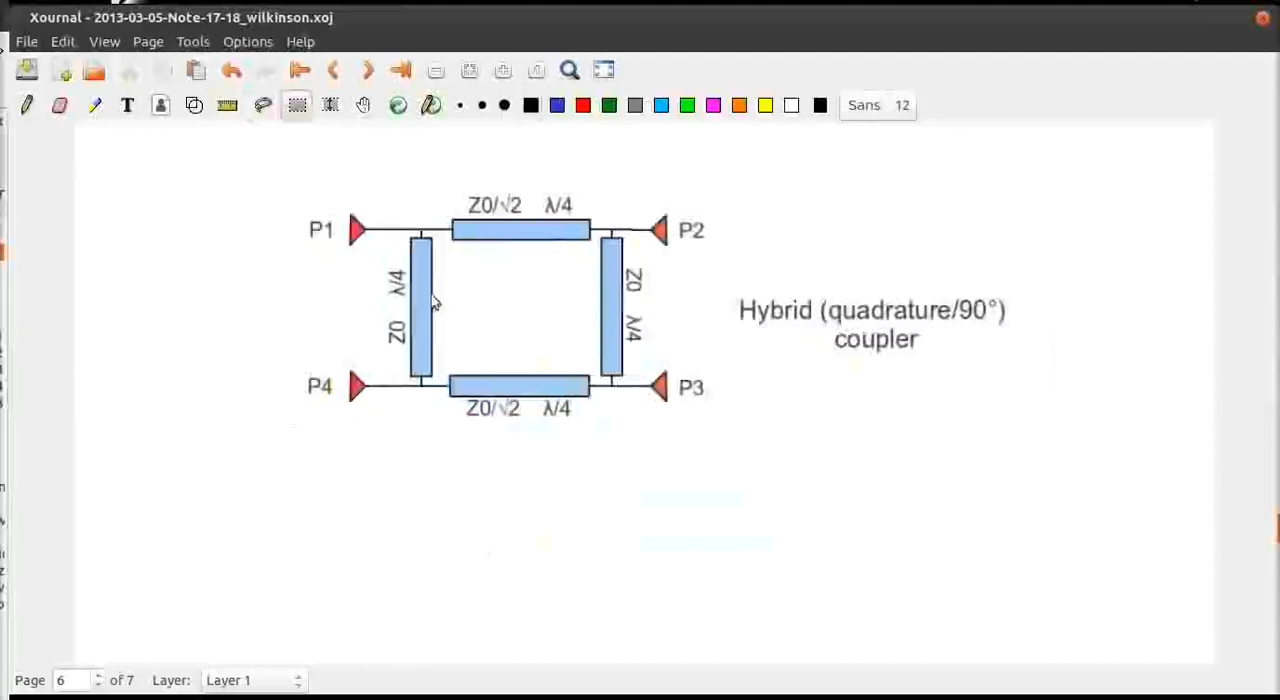 Xournal - 2013-03-05-Note-17-18_wilkinson.xoj
File Edit View Page Tools Options Help
Sans 12
Z0/√2 λ/4
P1
P2
Z0 λ/4
Z0 λ/4
Hybrid (quadrature/90°)
coupler
P4
P3
Z0/√2 λ/4
Page 6 of 7 Layer: Layer 1